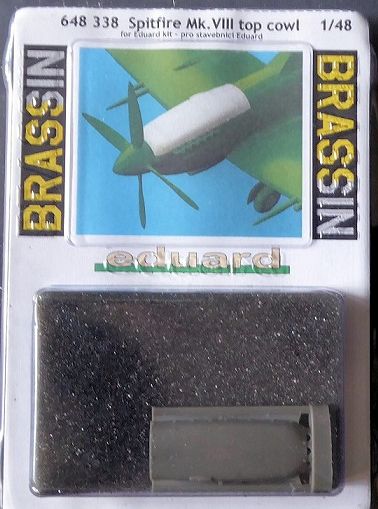 648 338 Spitfire Mk.VIII top cowl 1/48
for Eduard kit - pro stavebnici Eduard
BRASSIN
BRASSIN
eduard